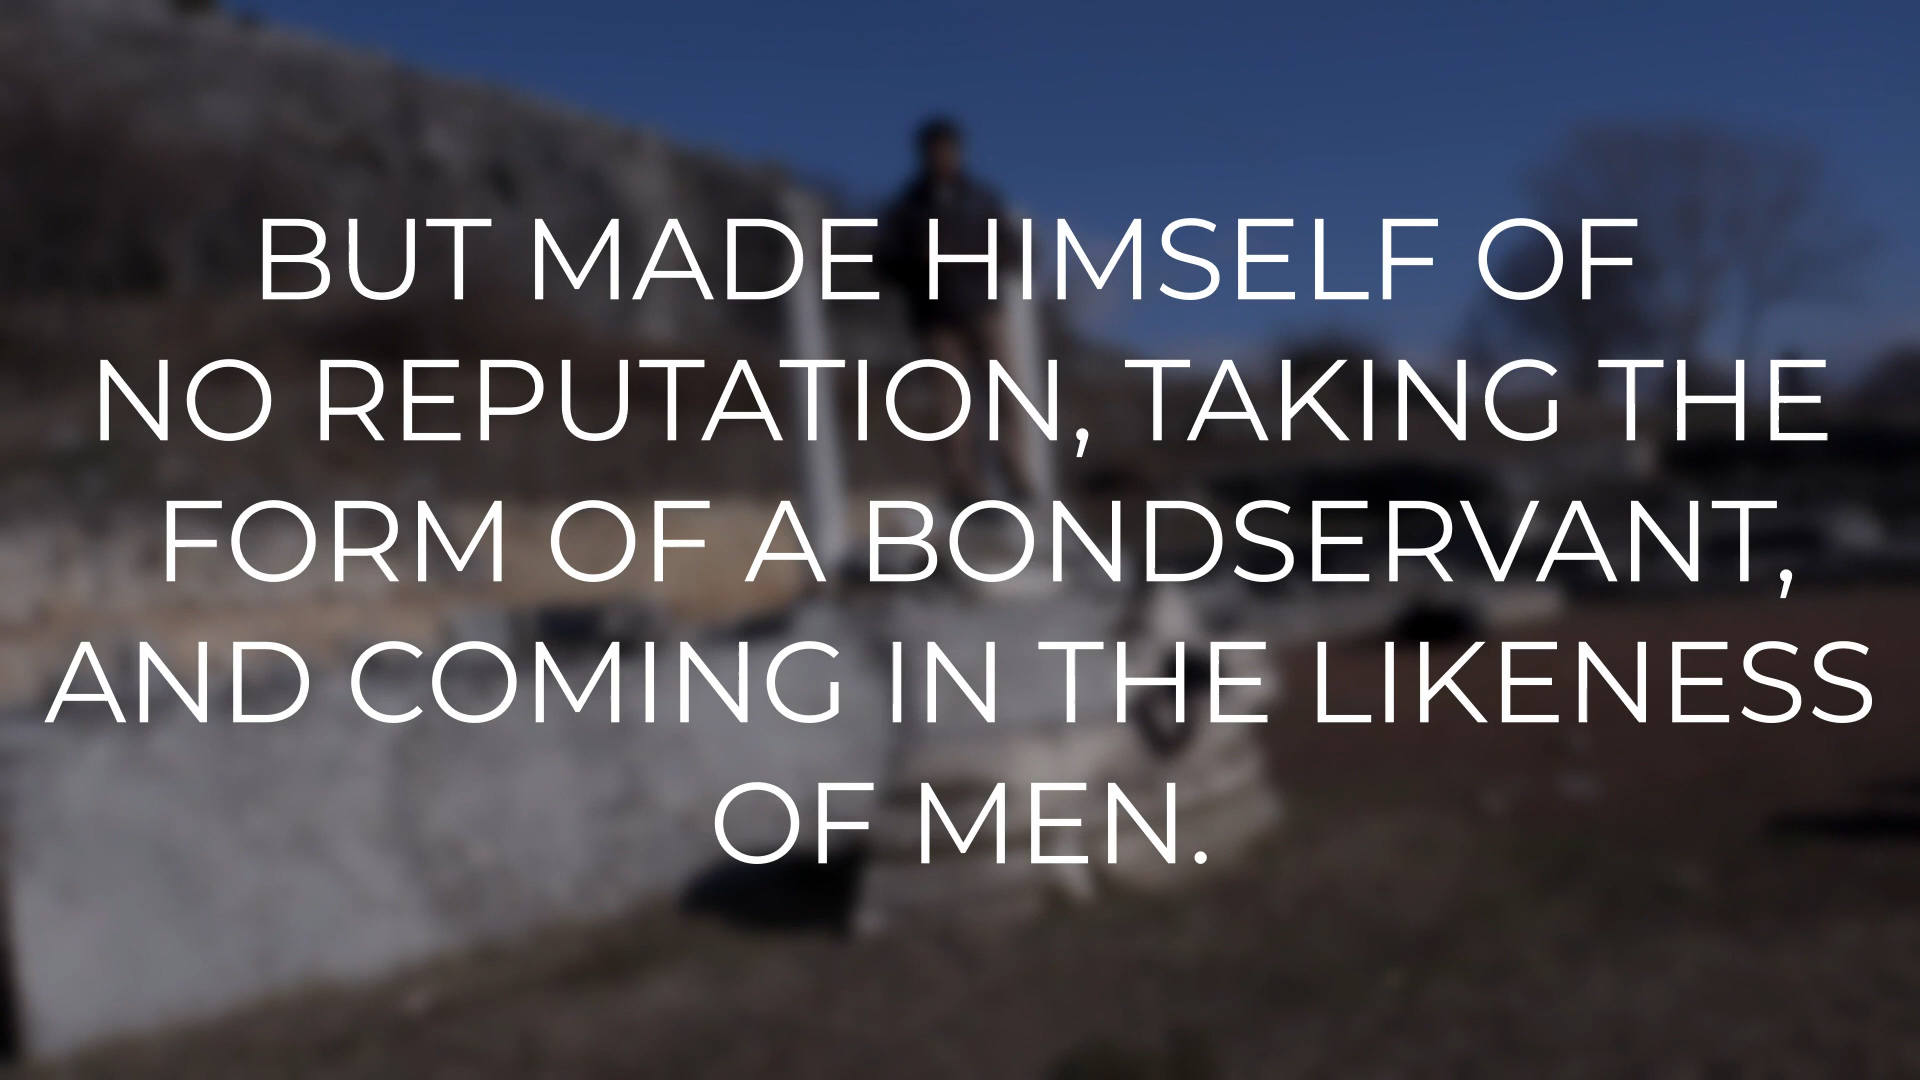 BUT MADE HIMSELF OF
NO REPUTATION, TAKING THE
FORM OF A BONDSERVANT,
AND COMING IN THE LIKENESS
OF MEN.